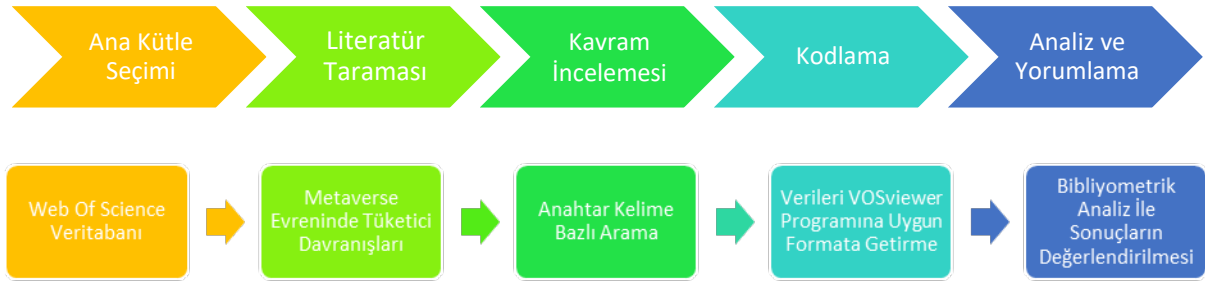 Ana Kütle
Seçimi
Literatür
Taraması
Kavram
İncelemesi
Kodlama
Analiz ve
Yorumlama
Web Of Science
Veritabanı
Metaverse
Evreninde Tüketici
Davranışları
Anahtar Kelime
Bazlı Arama
Verileri VOSviewer
Programına Uygun
Formata Getirme
Bibliyometrik
Analiz İle
Sonuçların
Değerlendirilmesi